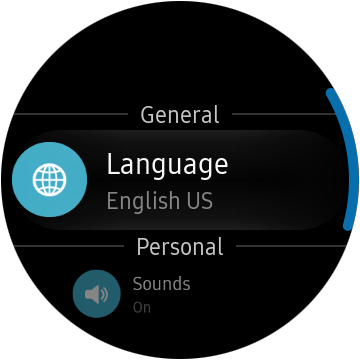 General
Language
English US
Personal
Sounds
On